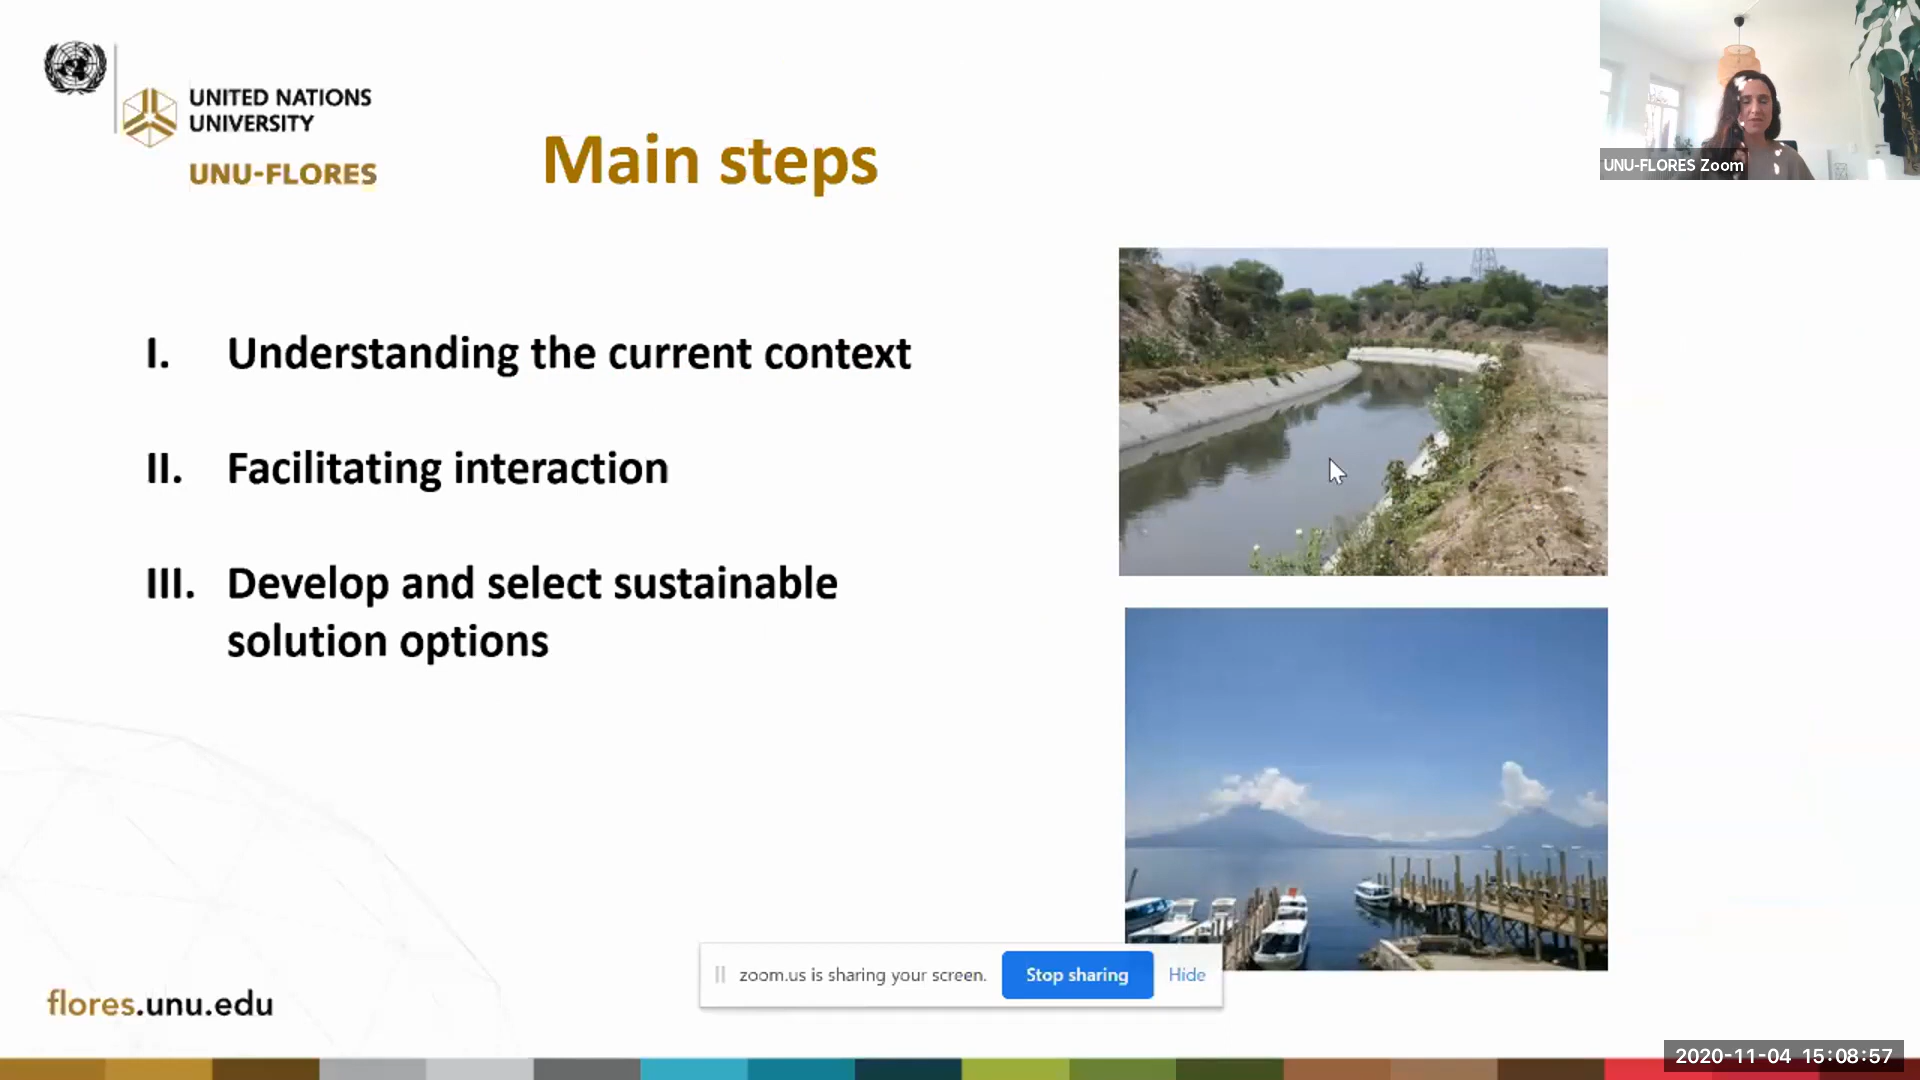 UNITED NATIONS
UNIVERSITY
UNU-FLORES
Main steps
UNU-FLORES Zoom
I. Understanding the current context
II. Facilitating interaction
III. Develop and select sustainable
solution options
zoom.us is sharing your screen. Stop sharing Hide
flores.unu.edu
2020-11-04 15:08:57